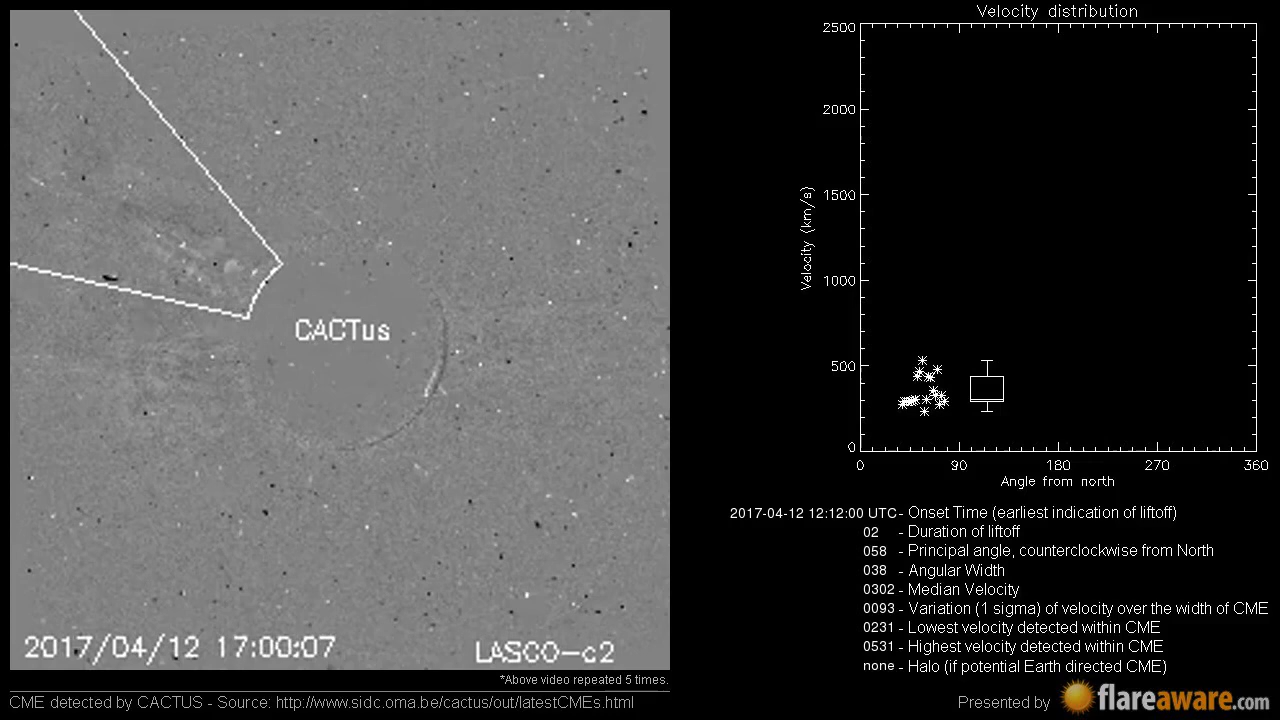 CACTus
2017/04/12 17:00:07
LASCO-c2
*Above video repeated 5 times.
CME detected by CACTUS - Source: http://www.sidc.oma.be/cactus/out/latestCMEs.html
Velocity distribution
2500
2000
1500
1000
500
0
Velocity (km/s)
0 90 180 270 360
Angle from north
2017-04-12 12:12:00 UTC - Onset Time (earliest indication of liftoff)
02 - Duration of liftoff
058 - Principal angle, counterclockwise from North
038 - Angular Width
0302 - Median Velocity
0093 - Variation (1 sigma) of velocity over the width of CME
0231 - Lowest velocity detected within CME
0531 - Highest velocity detected within CME
none - Halo (if potential Earth directed CME)
Presented by flareaware.com